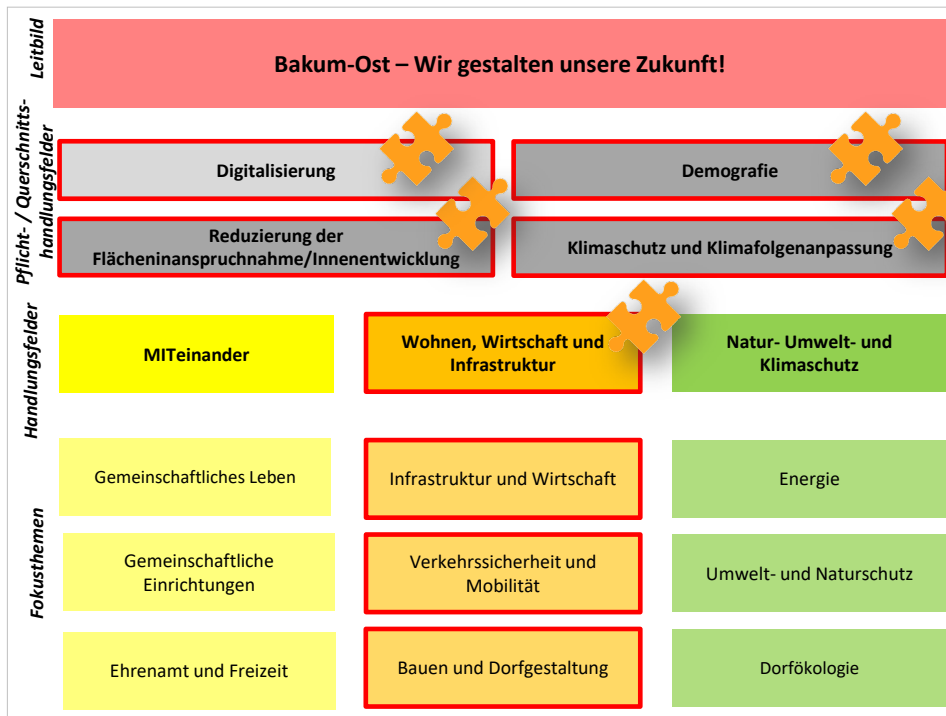 Leitbild
Bakum-Ost – Wir gestalten unsere Zukunft!
Pflicht- / Querschnitts-
handlungsfelder
Digitalisierung
Demografie
Reduzierung der
Flächeninanspruchnahme/Innenentwicklung
Klimaschutz und Klimafolgenanpassung
Handlungsfelder
MITeinander
Wohnen, Wirtschaft und
Infrastruktur
Natur- Umwelt- und
Klimaschutz
Fokusthemen
Gemeinschaftliches Leben
Infrastruktur und Wirtschaft
Energie
Gemeinschaftliche
Einrichtungen
Verkehrssicherheit und
Mobilität
Umwelt- und Naturschutz
Ehrenamt und Freizeit
Bauen und Dorfgestaltung
Dorfökologie